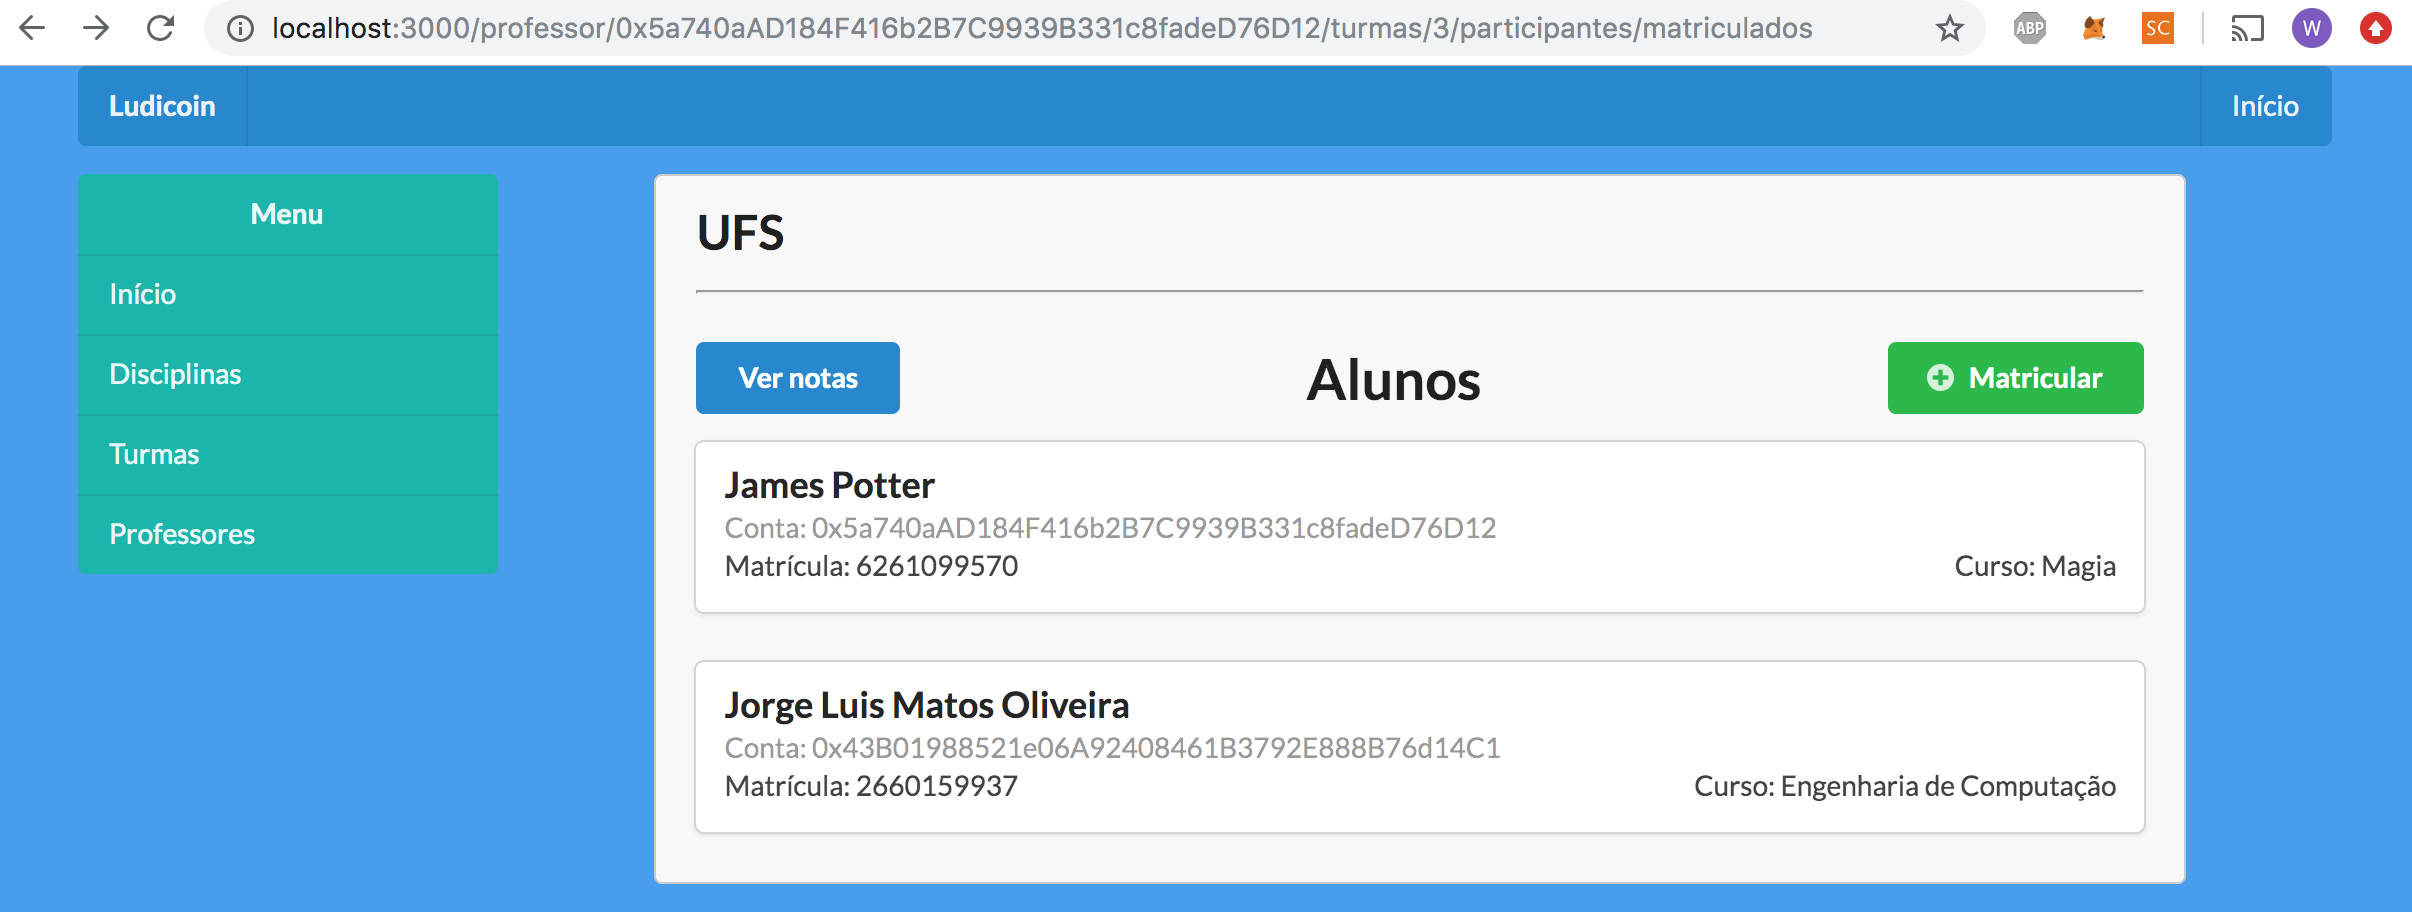 localhost:3000/professor/0x5a740aAD184F416b2B7C9939B331c8fadeD76D12/turmas/3/participantes/matriculados
ABP
SC
W
Ludicoin
Início
Menu
Início
Disciplinas
Turmas
Professores
UFS
Ver notas
Alunos
Matricular
James Potter
Conta: 0x5a740aAD184F416b2B7C9939B331c8fadeD76D12
Matrícula: 6261099570
Curso: Magia
Jorge Luis Matos Oliveira
Conta: 0x43B01988521e06A92408461B3792E888B76d14C1
Matrícula: 2660159937
Curso: Engenharia de Computação